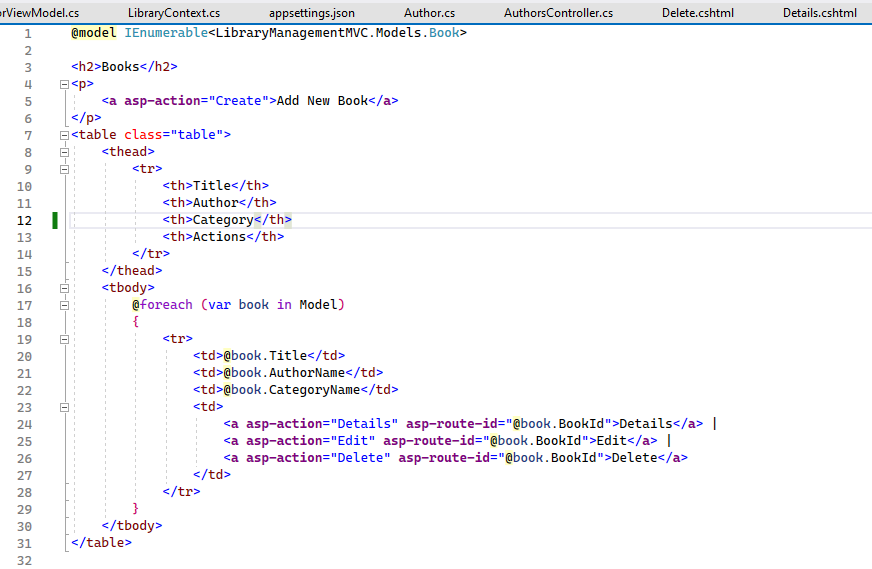 orViewModel.cs LibraryContext.cs appsettings.json Author.cs AuthorsController.cs Delete.cshtml Details.cshtml
1 @model IEnumerable<LibraryManagementMVC.Models.Book>
2
3 <h2>Books</h2>
4 <p>
5     <a asp-action="Create">Add New Book</a>
6 </p>
7 <table class="table">
8     <thead>
9         <tr>
10             <th>Title</th>
11             <th>Author</th>
12             <th>Category</th>
13             <th>Actions</th>
14         </tr>
15     </thead>
16     <tbody>
17         @foreach (var book in Model)
18         {
19             <tr>
20                 <td>@book.Title</td>
21                 <td>@book.AuthorName</td>
22                 <td>@book.CategoryName</td>
23                 <td>
24                     <a asp-action="Details" asp-route-id="@book.BookId">Details</a> |
25                     <a asp-action="Edit" asp-route-id="@book.BookId">Edit</a> |
26                     <a asp-action="Delete" asp-route-id="@book.BookId">Delete</a>
27                 </td>
28             </tr>
29         }
30     </tbody>
31 </table>
32